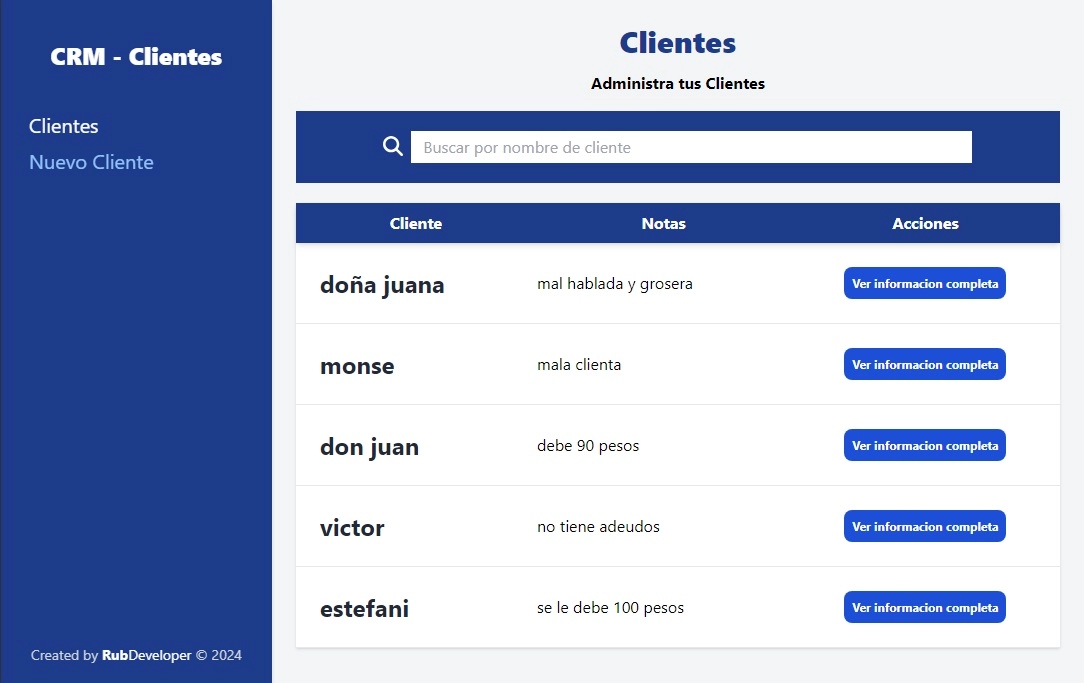 CRM - Clientes
Clientes
Nuevo Cliente
Created by RubDeveloper © 2024
Clientes
Administra tus Clientes
Buscar por nombre de cliente
Cliente Notas Acciones
doña juana mal hablada y grosera Ver informacion completa
monse mala clienta Ver informacion completa
don juan debe 90 pesos Ver informacion completa
victor no tiene adeudos Ver informacion completa
estefani se le debe 100 pesos Ver informacion completa